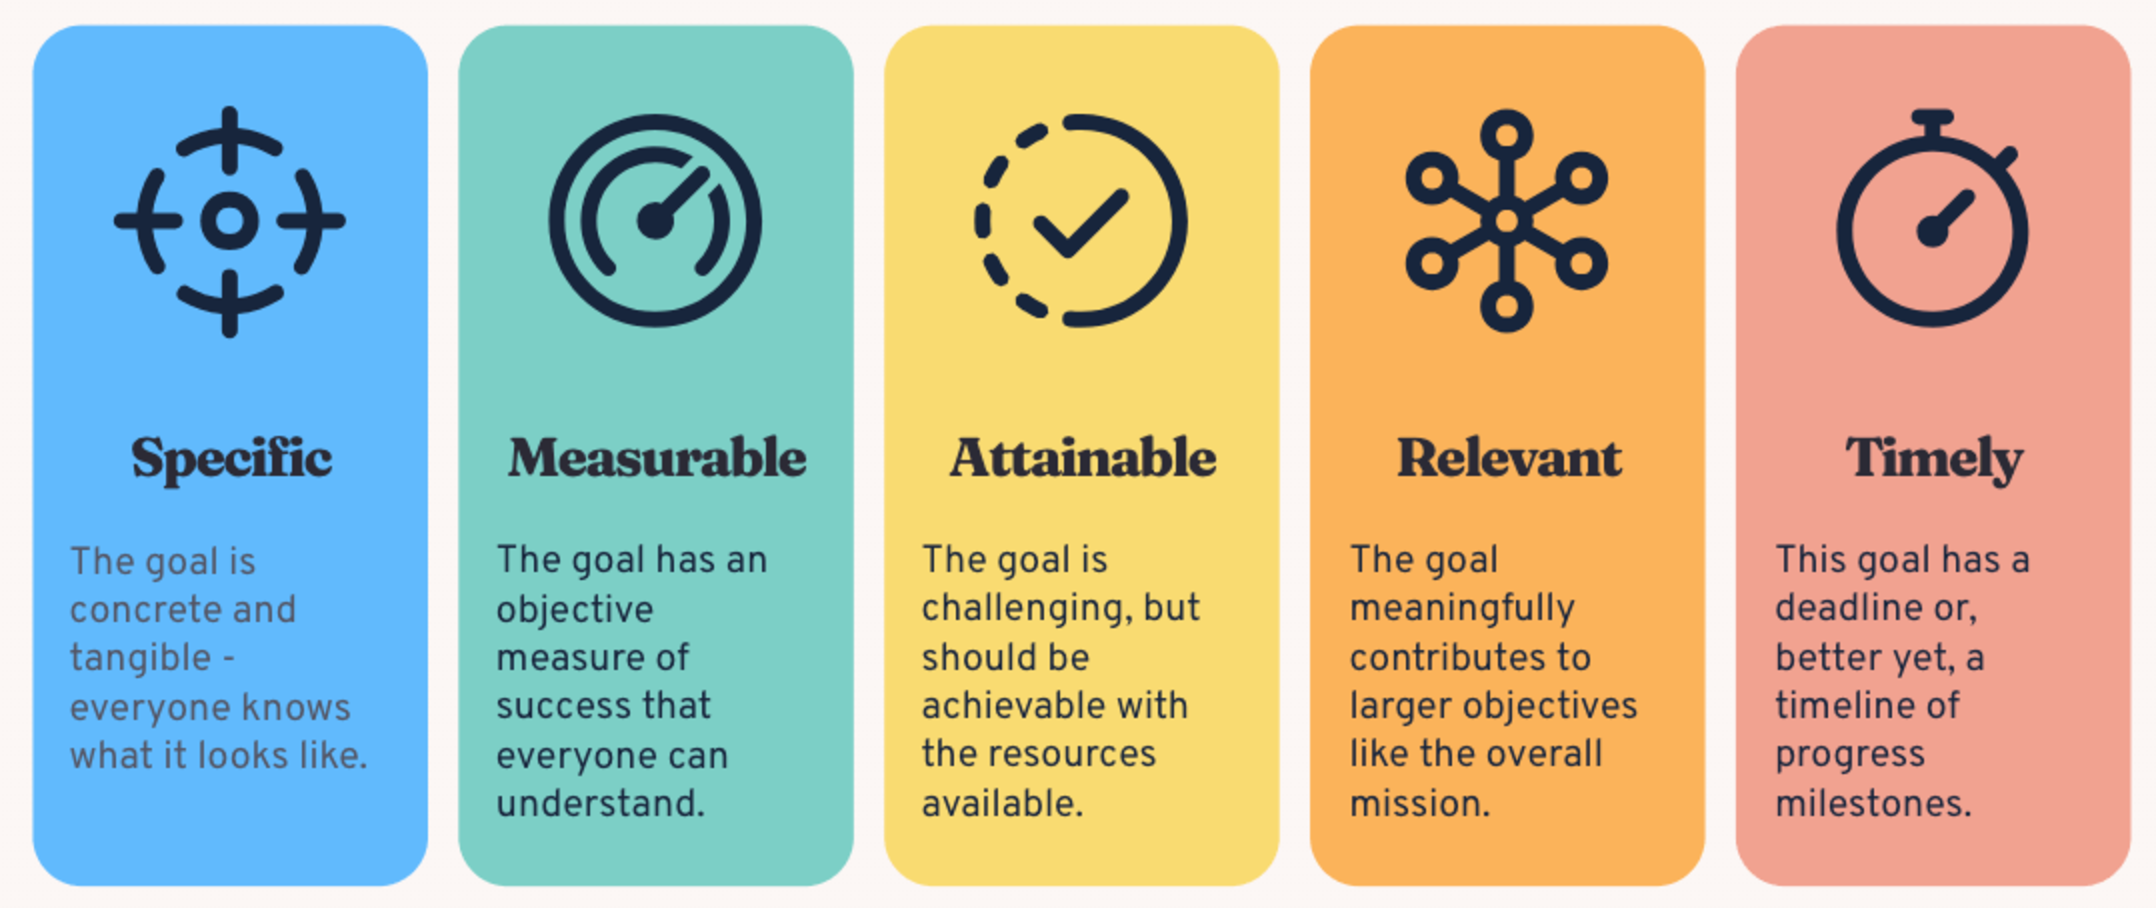 Specific
The goal is
concrete and
tangible -
everyone knows
what it looks like.
Measurable
The goal has an
objective
measure of
success that
everyone can
understand.
Attainable
The goal is
challenging, but
should be
achievable with
the resources
available.
Relevant
The goal
meaningfully
contributes to
larger objectives
like the overall
mission.
Timely
This goal has a
deadline or,
better yet, a
timeline of
progress
milestones.